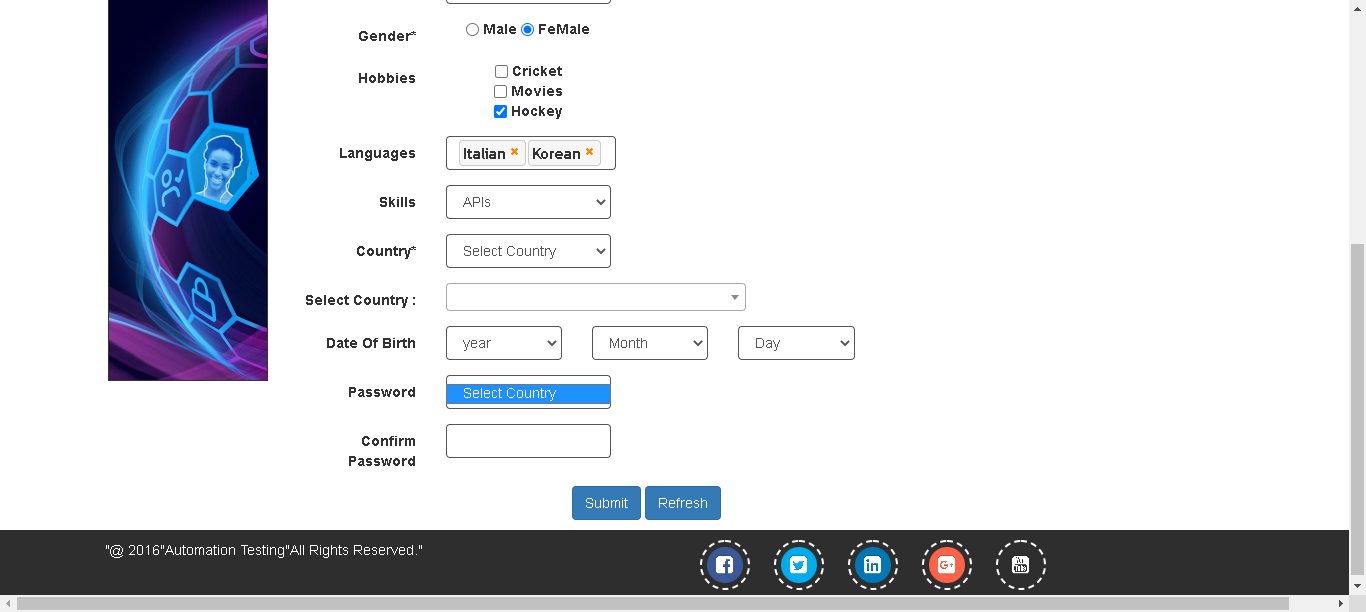 Gender*
Male FeMale
Hobbies
Cricket
Movies
Hockey
Languages
Italian Korean
Skills
APIs
Country*
Select Country
Select Country :
Date Of Birth
year
Month
Day
Password
Select Country
Confirm
Password
Submit
Refresh
"@ 2016"Automation Testing"All Rights Reserved."